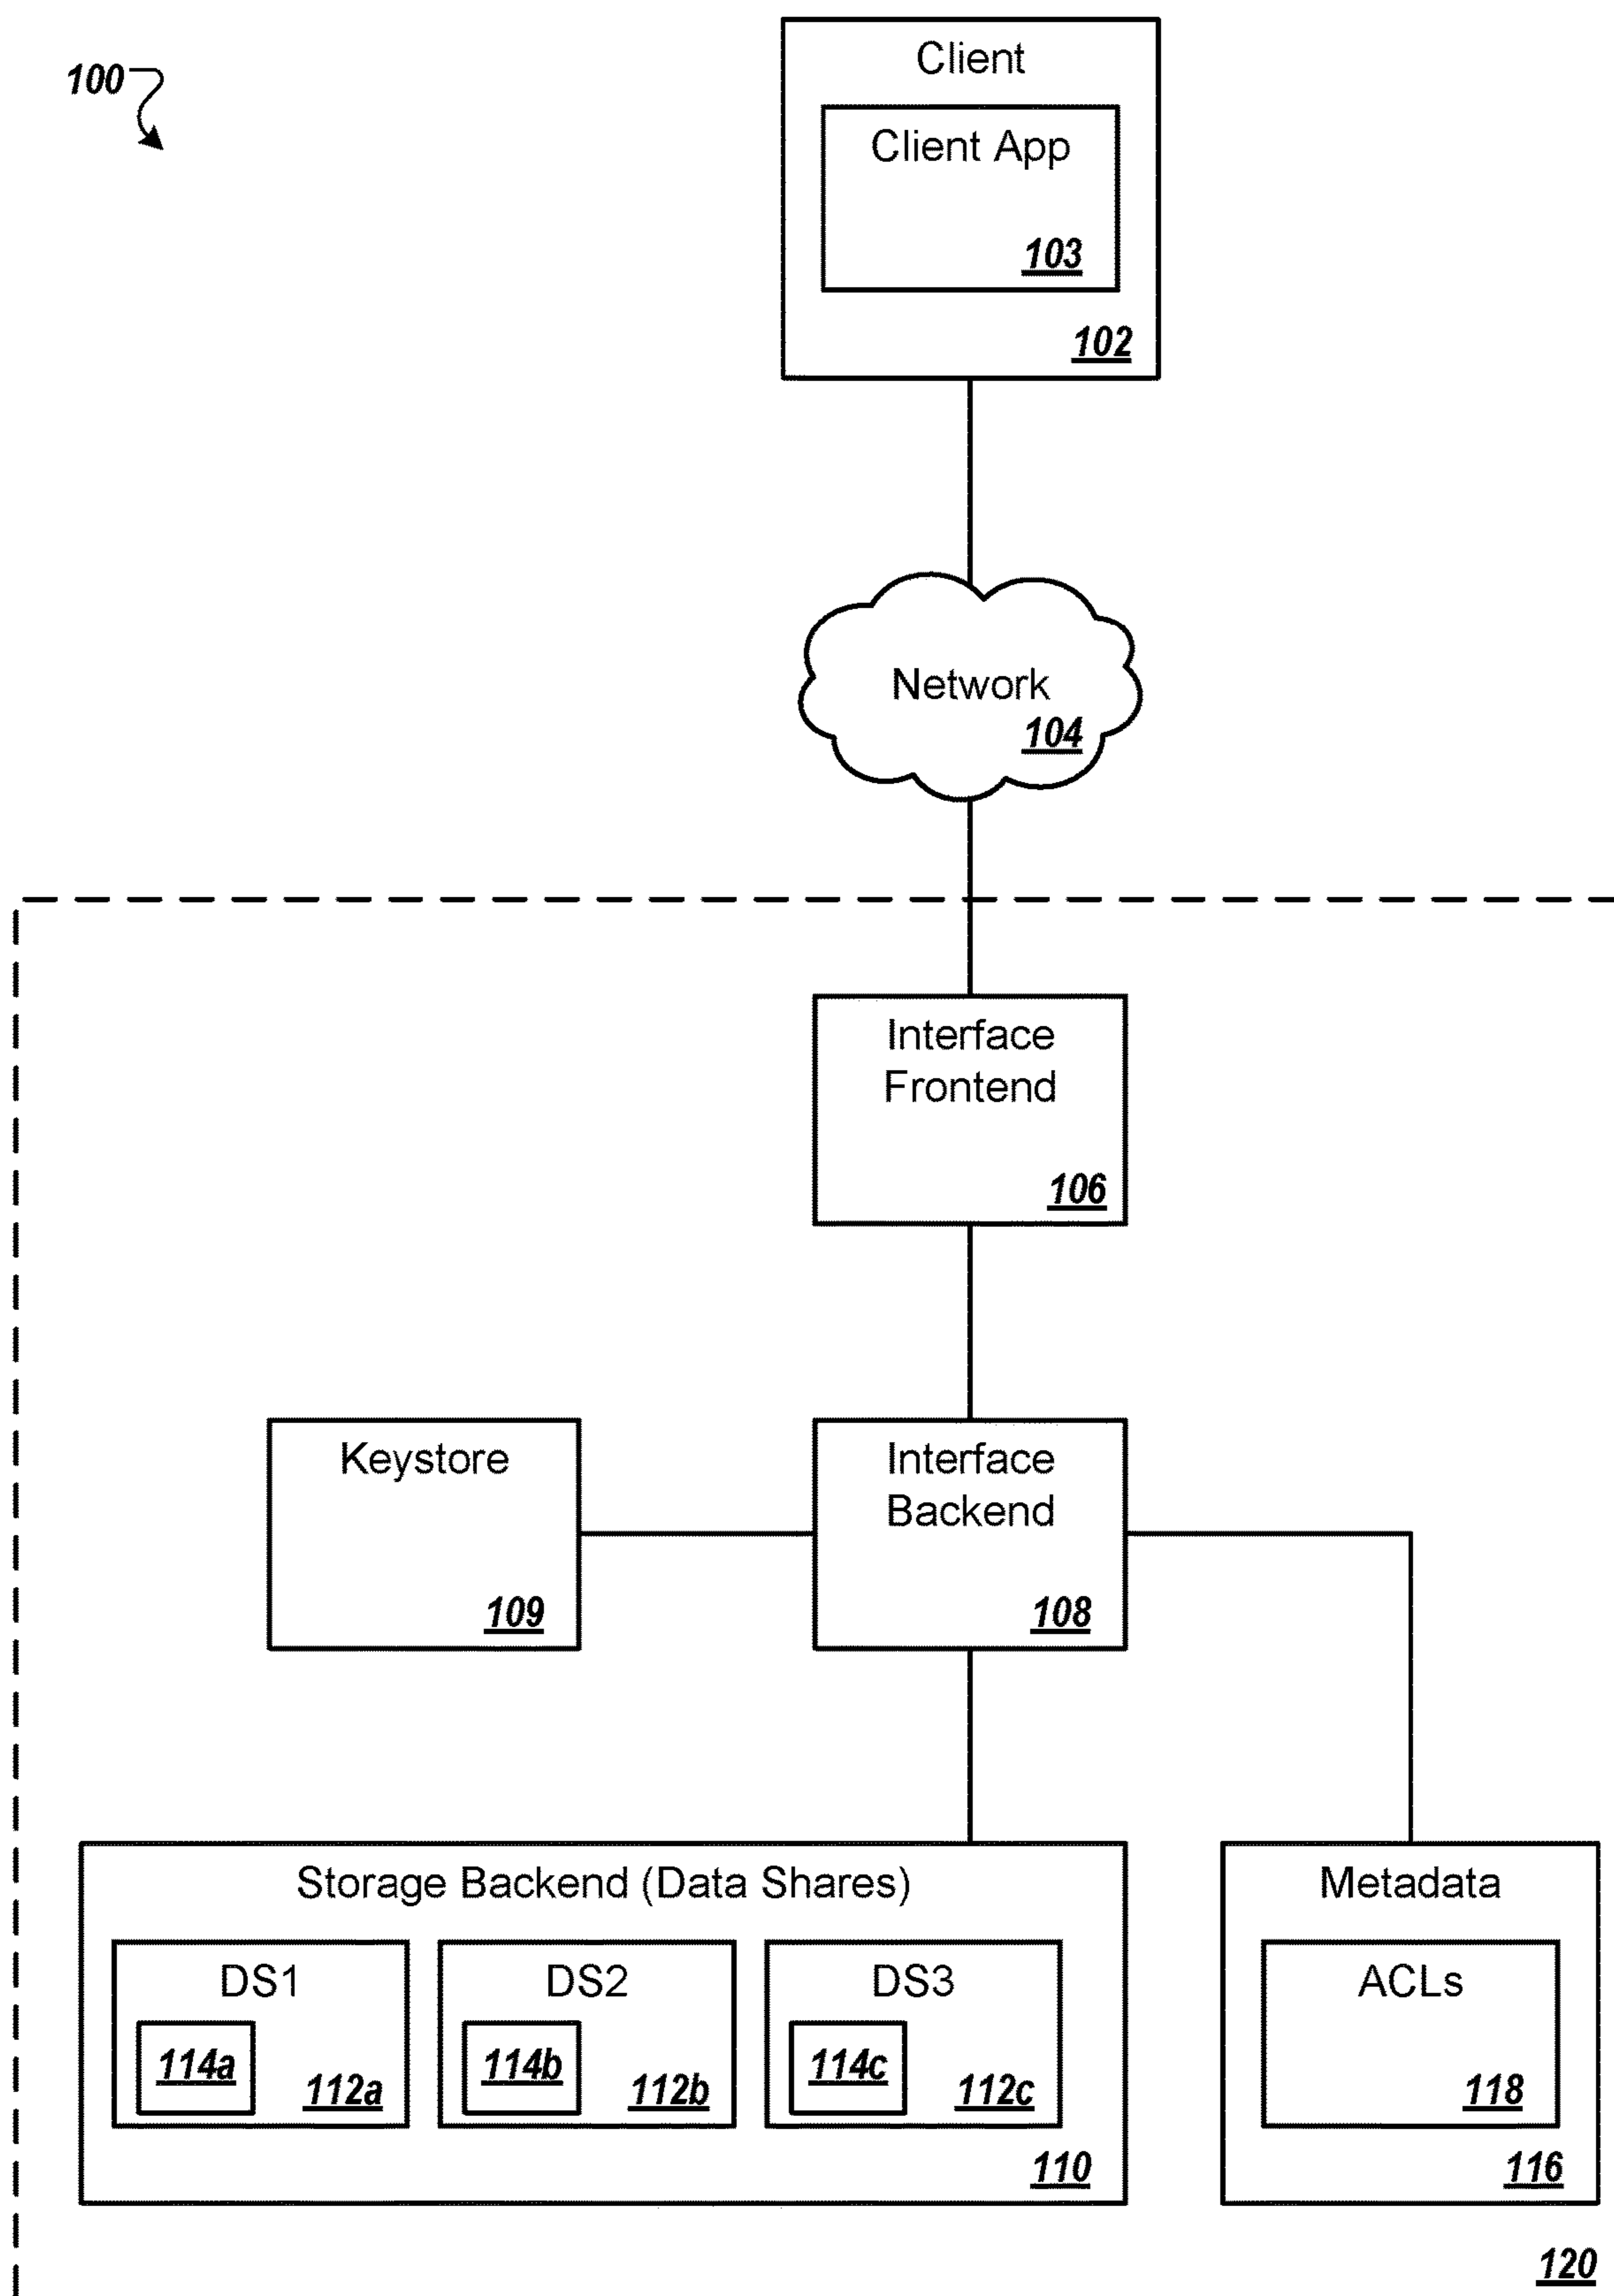 100
Client
Client App
103
102
Network
104
Interface
Frontend
106
Keystore
109
Interface
Backend
108
Storage Backend (Data Shares)
DS1
114a
112a
DS2
114b
112b
DS3
114c
112c
110
Metadata
ACLs
118
116
120